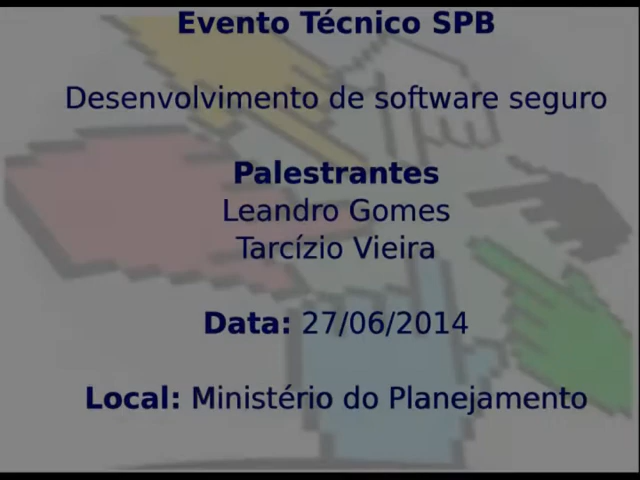 Evento Técnico SPB
Desenvolvimento de software seguro
Palestrantes
Leandro Gomes
Tarcízio Vieira
Data: 27/06/2014
Local: Ministério do Planejamento